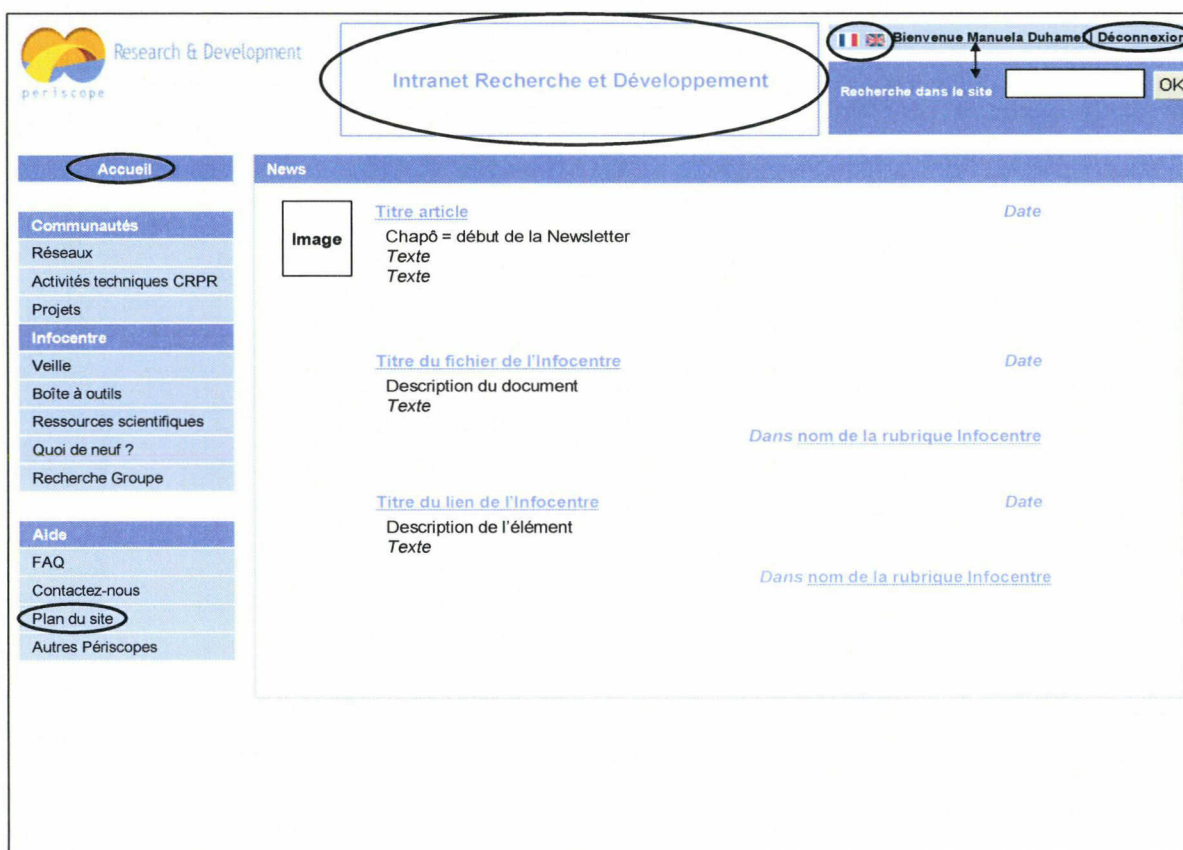 Research & Development
periscope
Intranet Recherche et Développement
Bienvenue Manuela Duhamel | Déconnexion
Recherche dans le site
OK
Accueil
Communautés
Réseaux
Activités techniques CRPR
Projets
Infocentre
Veille
Boîte à outils
Ressources scientifiques
Quoi de neuf ?
Recherche Groupe
Aide
FAQ
Contactez-nous
Plan du site
Autres Périscopes
News
Image
Titre article
Date
Chapô = début de la Newsletter
Texte
Texte
Titre du fichier de l'Infocentre
Date
Description du document
Texte
Dans nom de la rubrique Infocentre
Titre du lien de l'Infocentre
Date
Description de l'élément
Texte
Dans nom de la rubrique Infocentre